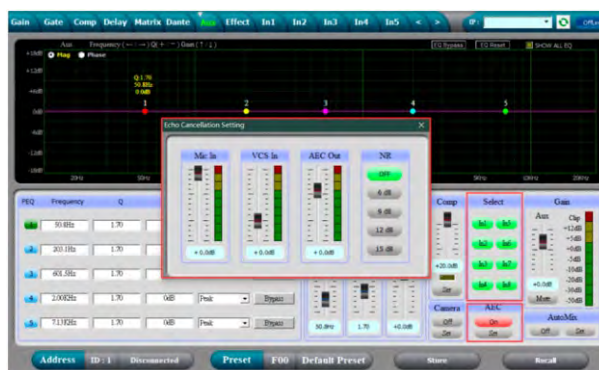 Gain Gate Comp Delay Matrix Dante Aux Effect In1 In2 In3 In4 In5 < > IP:
Aux Frequency(←|→) Q(+|-) Gain(↑|↓) EQ Bypass EQ Reset SHOW ALL EQ
Mag Phase
+18dB
+12dB
+6dB
0dB
-6dB
-12dB
-18dB
Q:1.70
50.8Hz
0.0dB
1 2 3 4 5
20Hz 50Hz 5KHz 10KHz 20KHz
Echo Cancellation Setting ×
Mic In VCS In AEC Out NR
OFF
6 dB
9 dB
12 dB
15 dB
+0.0dB +0.0dB +0.0dB
PEQ Frequency Q
1 50.8Hz 1.70
2 203.1Hz 1.70
3 601.5Hz 1.70
4 2.00KHz 1.70 0dB Peak Bypass
5 7.13KHz 1.70 0dB Peak Bypass
50.8Hz 1.70 +0.0dB
Comp
+20.0dB
Set
Camera
Off
Set
Select
In1 In5
In2 In6
In3 In7
In4 In8
AEC
On
Set
Gain
Aux Clip
+12dB
+5dB
-5dB
-10dB
-20dB
-30dB
-50dB
+0.0dB
Mute
AutoMix
Off Set
Address ID : 1 Disconnected Preset F00 Default Preset Store Recall